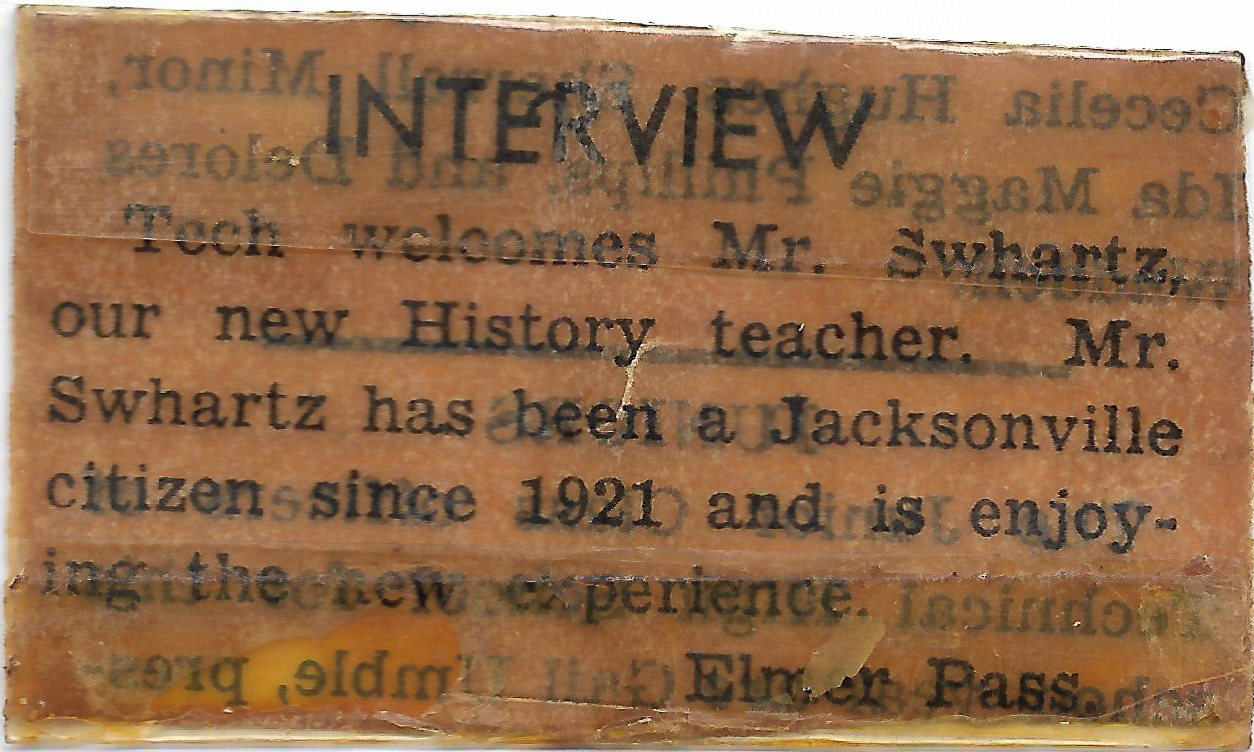 INTERVIEW
Tech welcomes Mr. Swhartz,
our new History teacher. Mr.
Swhartz has been a Jacksonville
citizen since 1921 and is enjoy-
ing the new experience.
Elmer Pass.